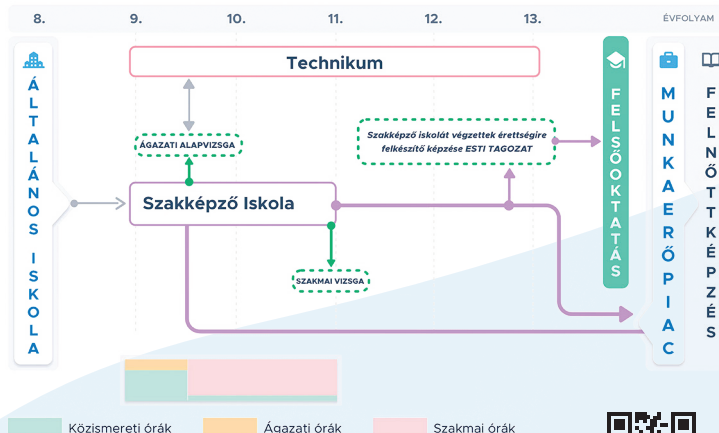 8. 9. 10. 11. 12. 13. ÉVFOLYAM
ÁLTALÁNOS ISKOLA
Technikum
ÁGAZATI ALAPVIZSGA
Szakképző iskolát végzettek érettségire
felkészítő képzése ESTI TAGOZAT
Szakképző Iskola
SZAKMAI VIZSGA
FELSŐOKTATÁS
MUNKAERŐPIAC
FELNŐTTKÉPZÉS
Közismereti órák
Ágazati órák
Szakmai órák